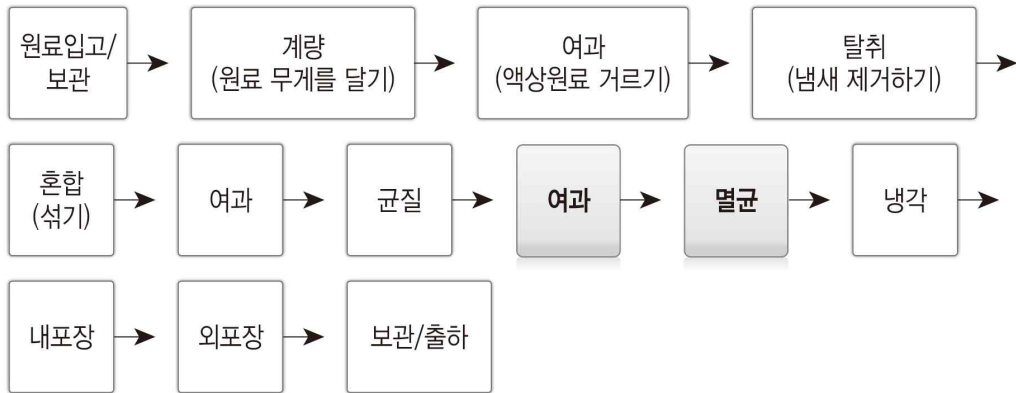 원료입고/
보관
계량
(원료 무게를 달기)
여과
(액상원료 거르기)
탈취
(냄새 제거하기)
혼합
(섞기)
여과
균질
여과
멸균
냉각
내포장
외포장
보관/출하